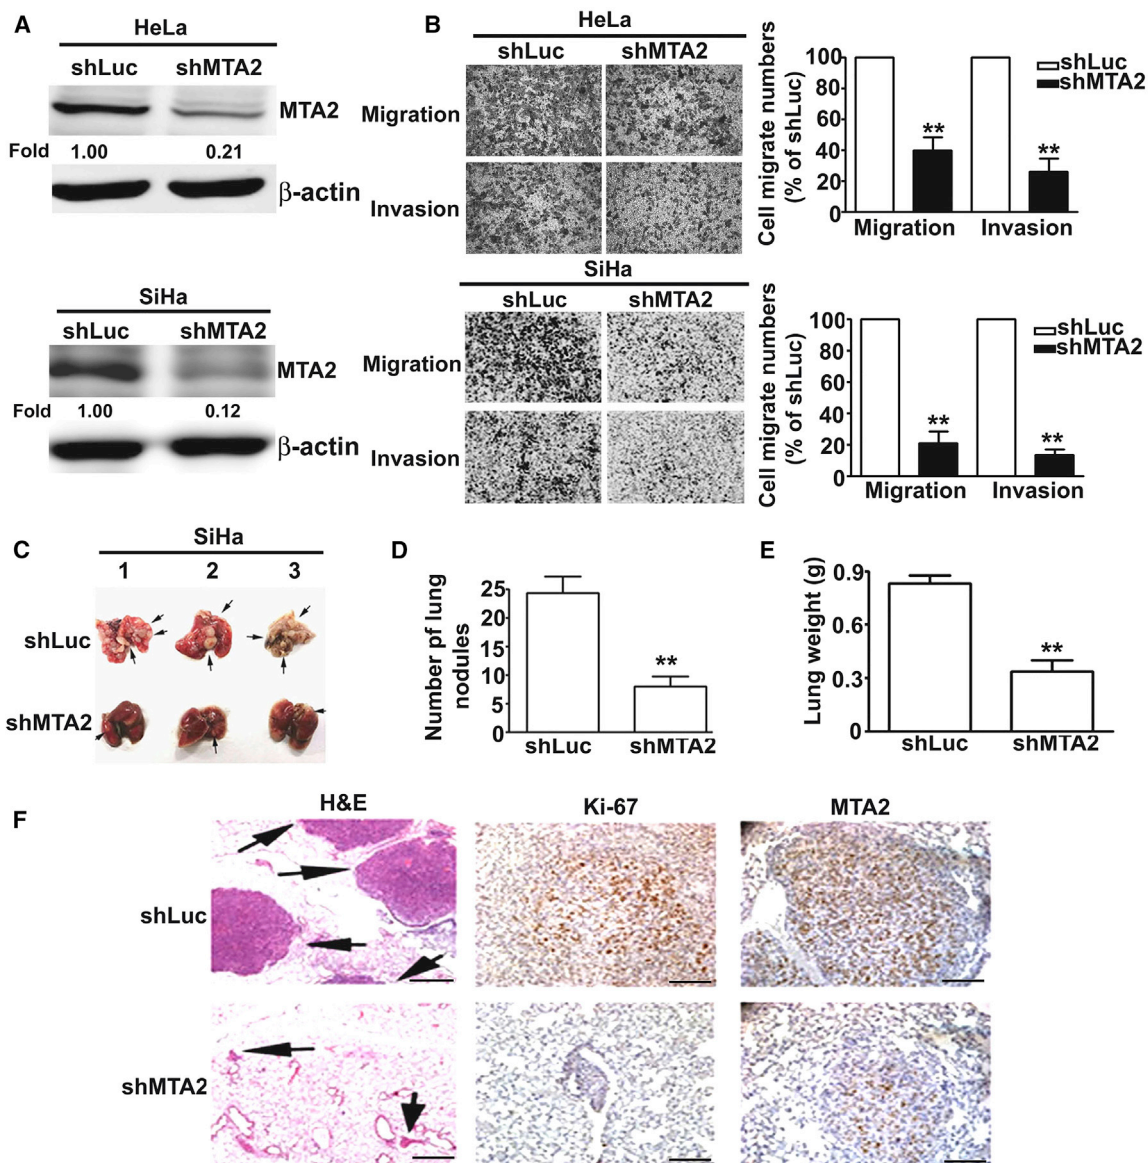 A
HeLa
shLuc shMTA2
MTA2
Fold 1.00 0.21
β-actin
SiHa
shLuc shMTA2
MTA2
Fold 1.00 0.12
β-actin
B
HeLa
shLuc shMTA2
Migration
Invasion
Cell migrate numbers
(% of shLuc)
100
80
60
40
20
0
** **
Migration Invasion
shLuc
shMTA2
SiHa
shLuc shMTA2
Migration
Invasion
Cell migrate numbers
(% of shLuc)
100
80
60
40
20
0
** **
Migration Invasion
shLuc
shMTA2
C
SiHa
1 2 3
shLuc
shMTA2
D
Number pf lung
nodules
25
20
15
10
5
0
**
shLuc shMTA2
E
Lung weight (g)
0.9
0.6
0.3
0
**
shLuc shMTA2
F
H&E Ki-67 MTA2
shLuc
shMTA2